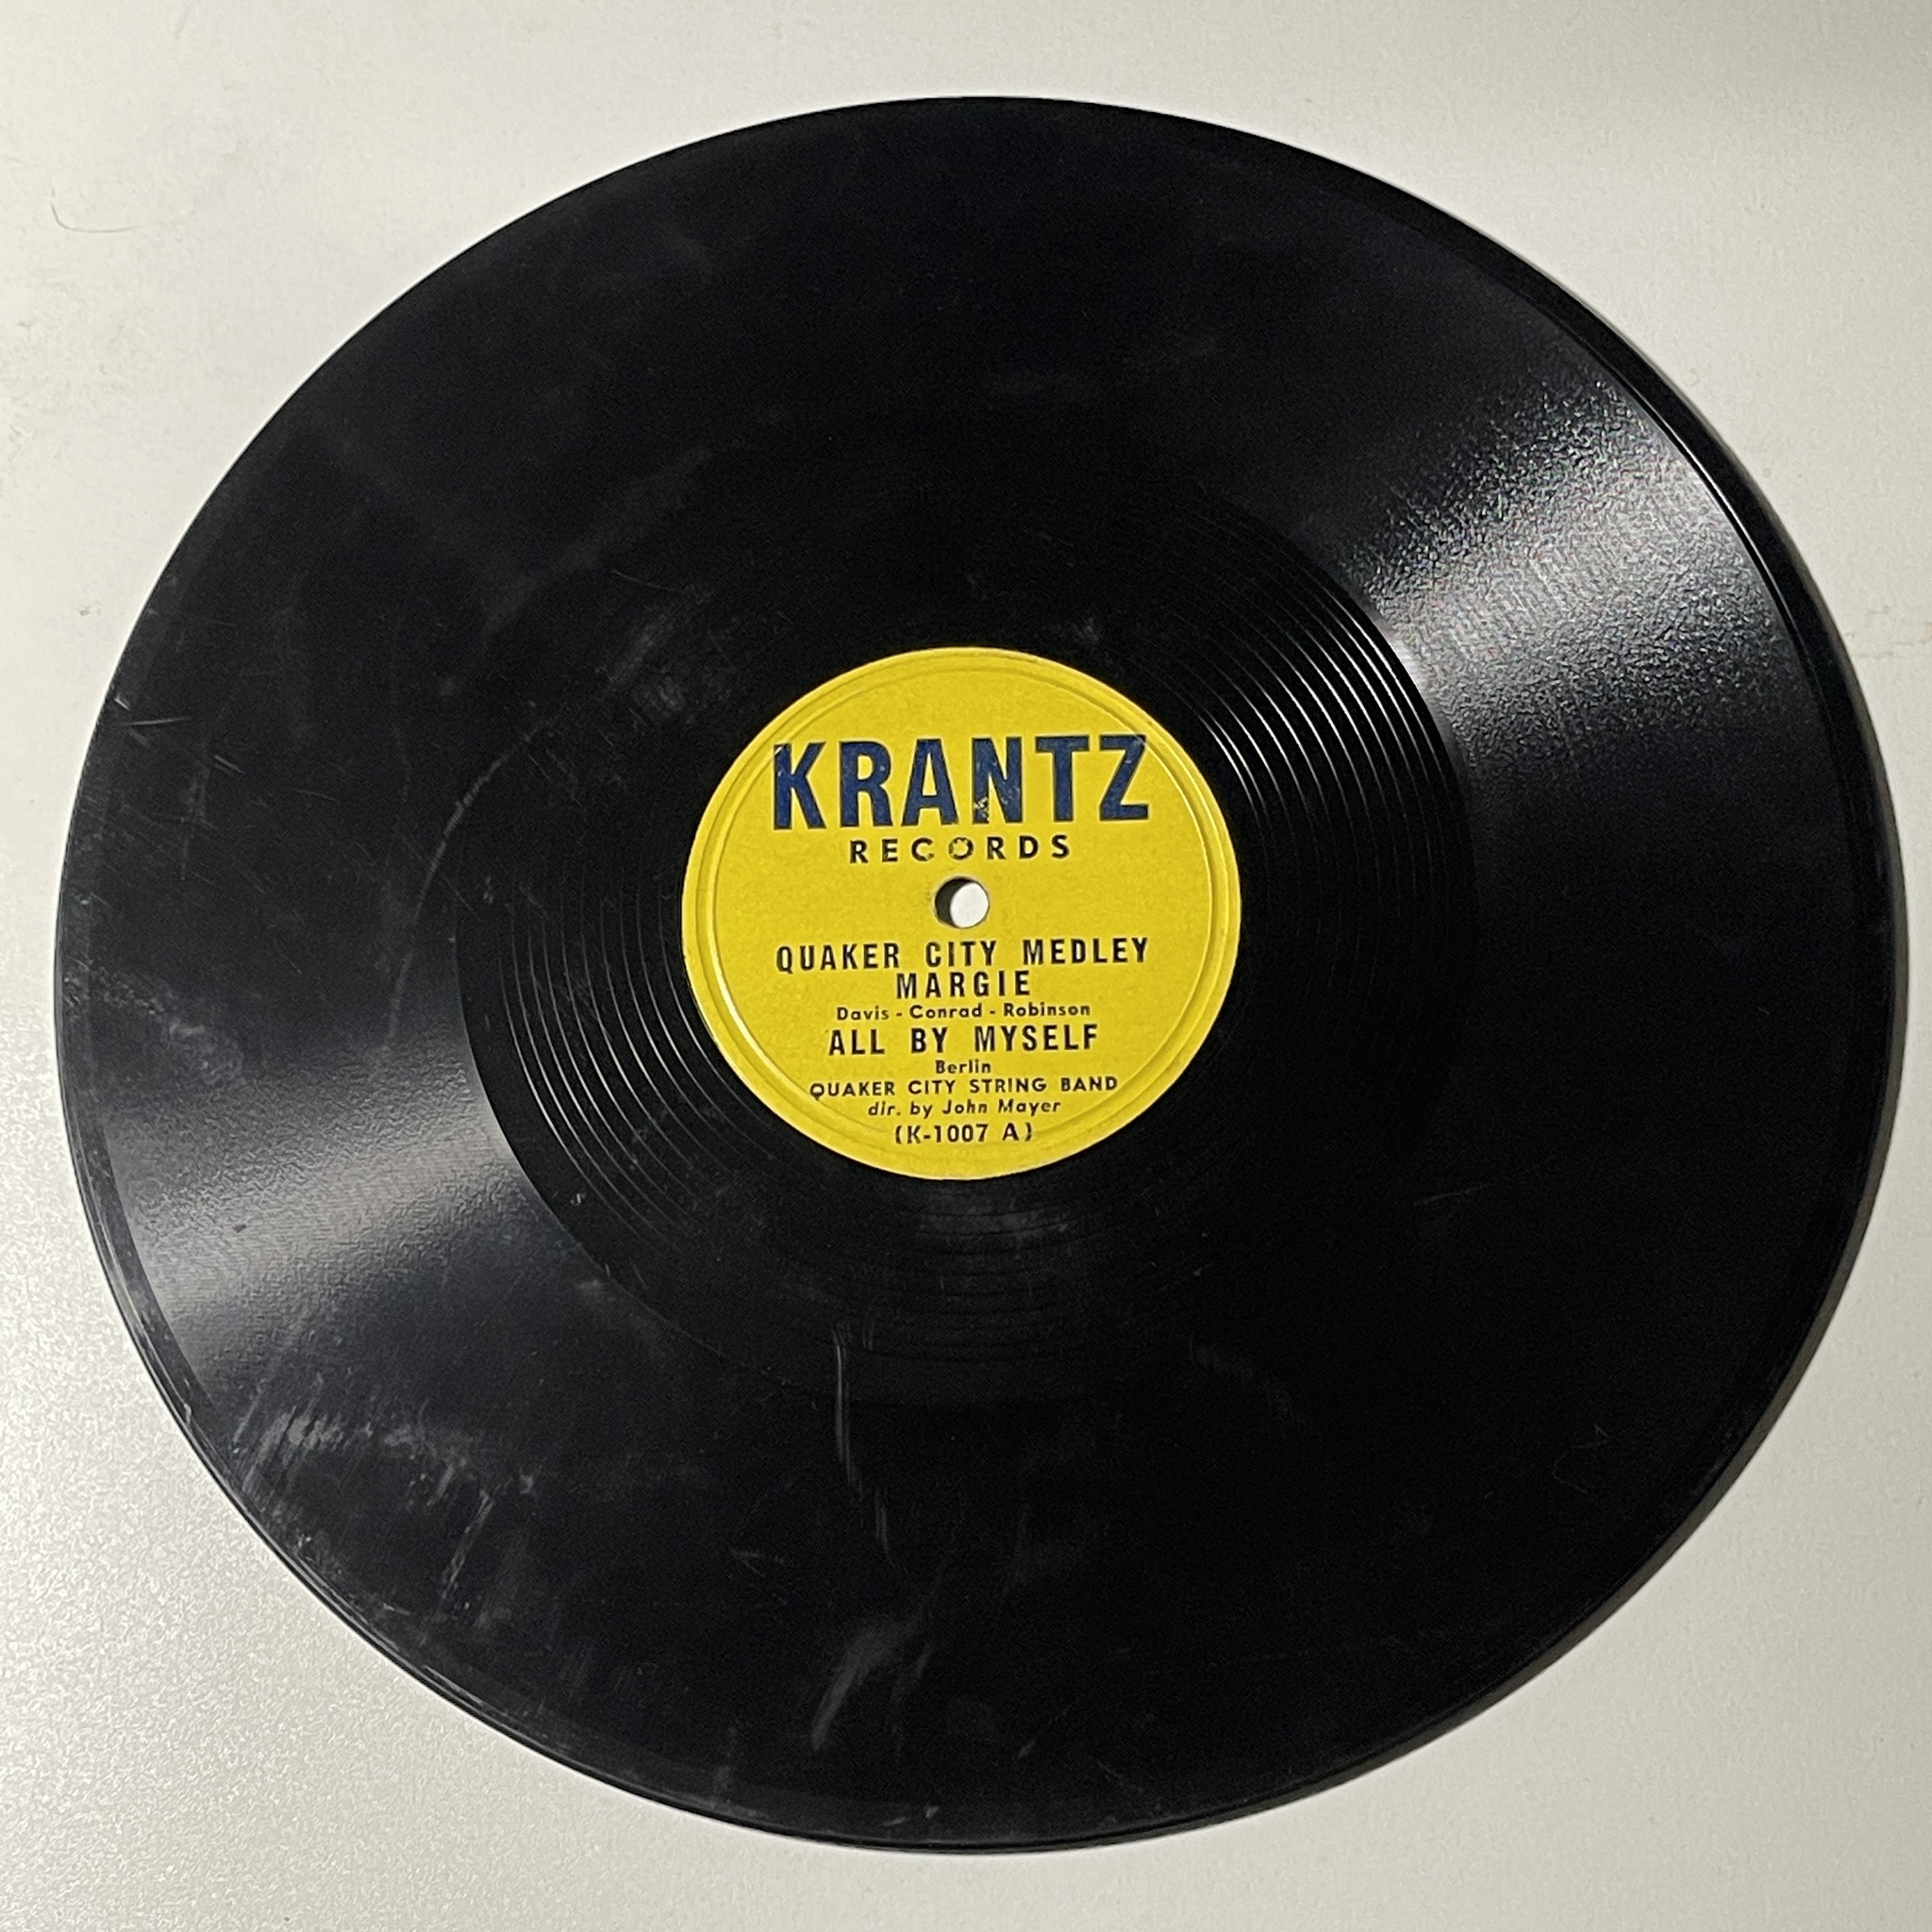 KRANTZ
RECORDS
QUAKER CITY MEDLEY
MARGIE
Davis - Conrad - Robinson
ALL BY MYSELF
Berlin
QUAKER CITY STRING BAND
dir. by John Mayer
(K-1007 A)